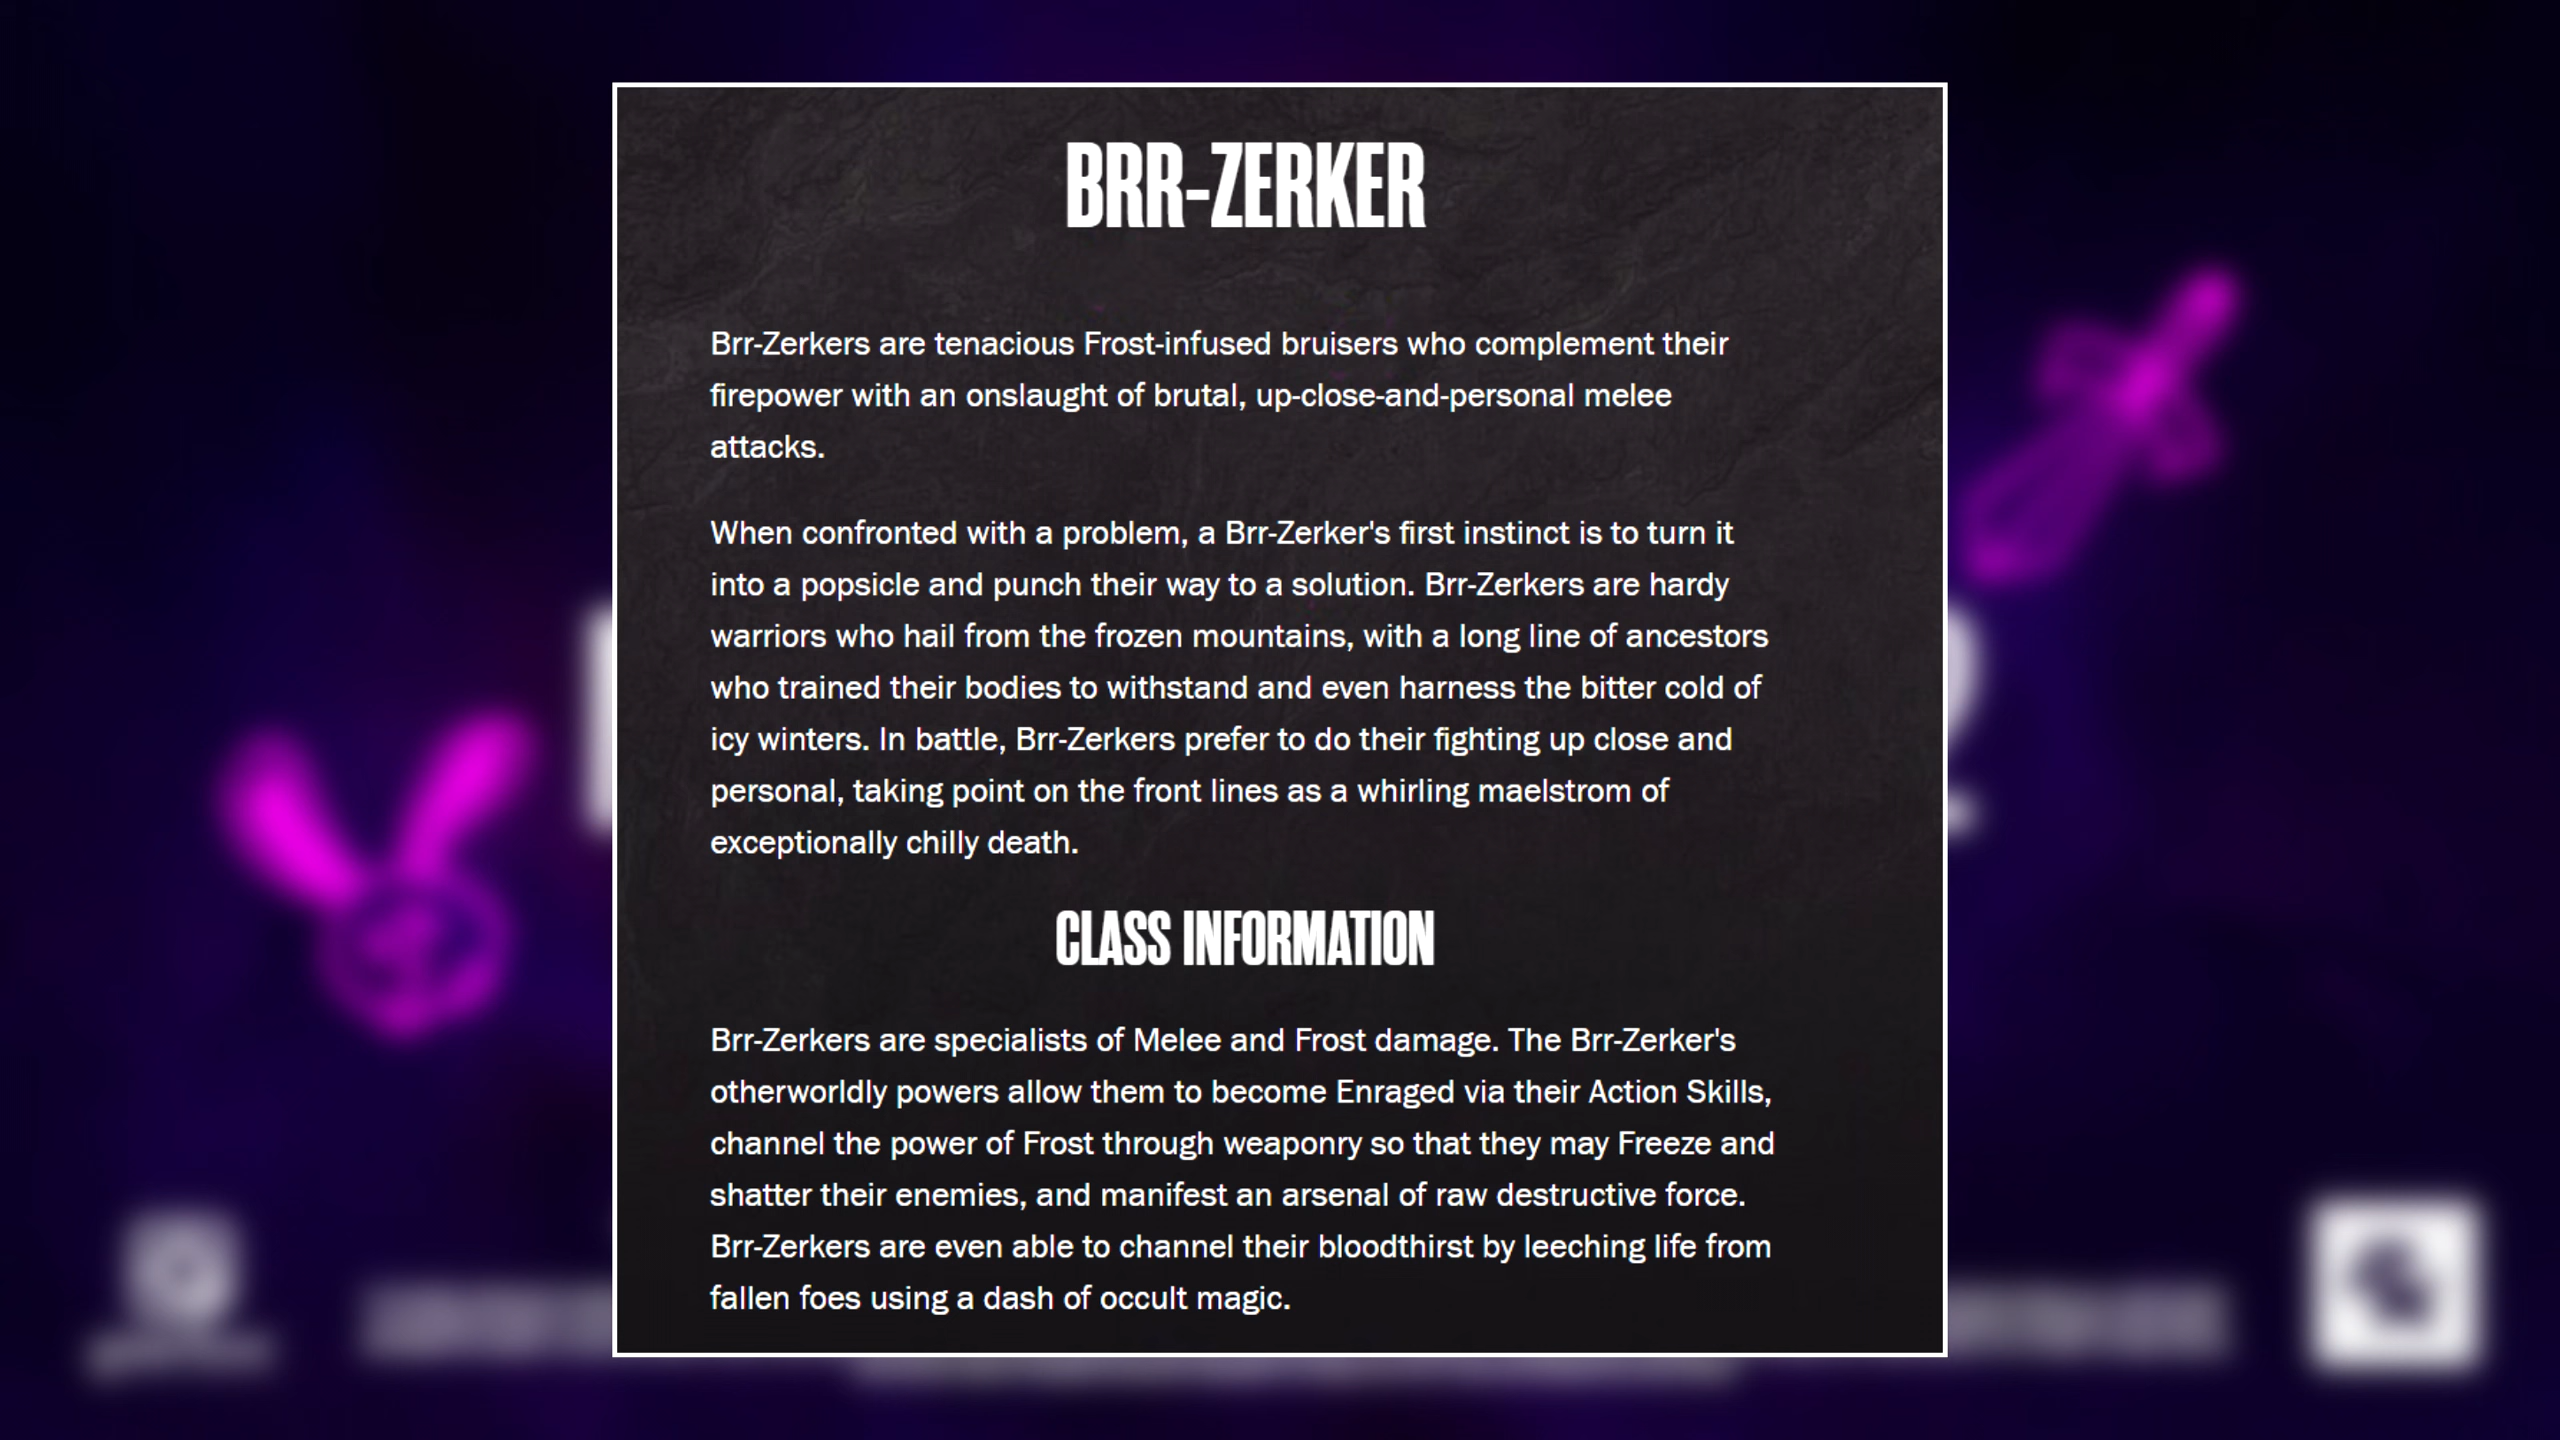 BRR-ZERKER
Brr-Zerkers are tenacious Frost-infused bruisers who complement their
firepower with an onslaught of brutal, up-close-and-personal melee
attacks.
When confronted with a problem, a Brr-Zerker's first instinct is to turn it
into a popsicle and punch their way to a solution. Brr-Zerkers are hardy
warriors who hail from the frozen mountains, with a long line of ancestors
who trained their bodies to withstand and even harness the bitter cold of
icy winters. In battle, Brr-Zerkers prefer to do their fighting up close and
personal, taking point on the front lines as a whirling maelstrom of
exceptionally chilly death.
CLASS INFORMATION
Brr-Zerkers are specialists of Melee and Frost damage. The Brr-Zerker's
otherworldly powers allow them to become Enraged via their Action Skills,
channel the power of Frost through weaponry so that they may Freeze and
shatter their enemies, and manifest an arsenal of raw destructive force.
Brr-Zerkers are even able to channel their bloodthirst by leeching life from
fallen foes using a dash of occult magic.